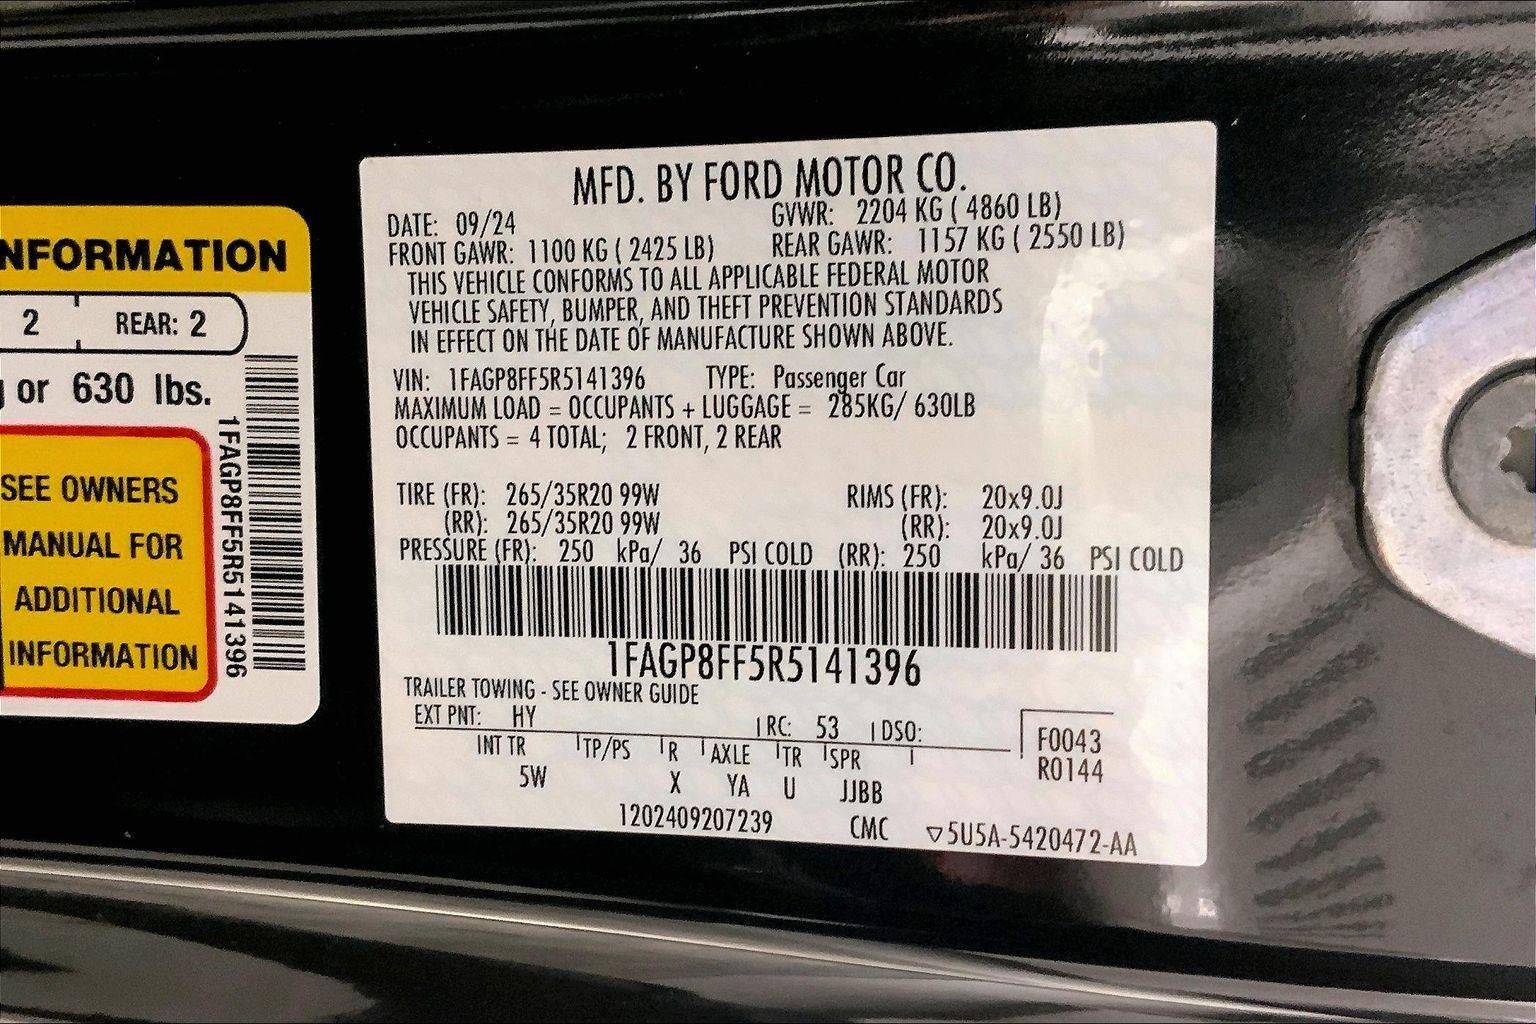 NFORMATION
2 REAR: 2
or 630 lbs.
SEE OWNERS
MANUAL FOR
ADDITIONAL
INFORMATION
1FAGP8FF5R5141396
MFD. BY FORD MOTOR CO.
DATE: 09/24 GVWR: 2204 KG ( 4860 LB)
FRONT GAWR: 1100 KG ( 2425 LB) REAR GAWR: 1157 KG ( 2550 LB)
THIS VEHICLE CONFORMS TO ALL APPLICABLE FEDERAL MOTOR
VEHICLE SAFETY, BUMPER, AND THEFT PREVENTION STANDARDS
IN EFFECT ON THE DATE OF MANUFACTURE SHOWN ABOVE.
VIN: 1FAGP8FF5R5141396 TYPE: Passenger Car
MAXIMUM LOAD = OCCUPANTS + LUGGAGE = 285KG/ 630LB
OCCUPANTS = 4 TOTAL; 2 FRONT, 2 REAR
TIRE (FR): 265/35R20 99W RIMS (FR): 20x9.0J
(RR): 265/35R20 99W (RR): 20x9.0J
PRESSURE (FR): 250 kPa/ 36 PSI COLD (RR): 250 kPa/ 36 PSI COLD
1FAGP8FF5R5141396
TRAILER TOWING - SEE OWNER GUIDE
EXT PNT: HY RC: 53 DSO:
INT TR TP/PS R AXLE TR SPR F0043
5W X YA U JJBB R0144
1202409207239 CMC ▽5U5A-5420472-AA